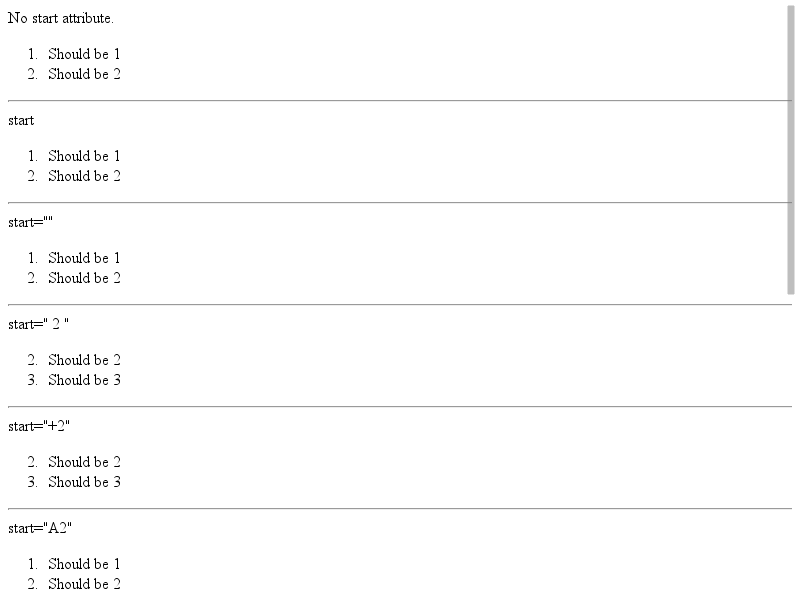 No start attribute.
1. Should be 1
2. Should be 2
start
1. Should be 1
2. Should be 2
start=""
1. Should be 1
2. Should be 2
start=" 2 "
2. Should be 2
3. Should be 3
start="+2"
2. Should be 2
3. Should be 3
start="A2"
1. Should be 1
2. Should be 2